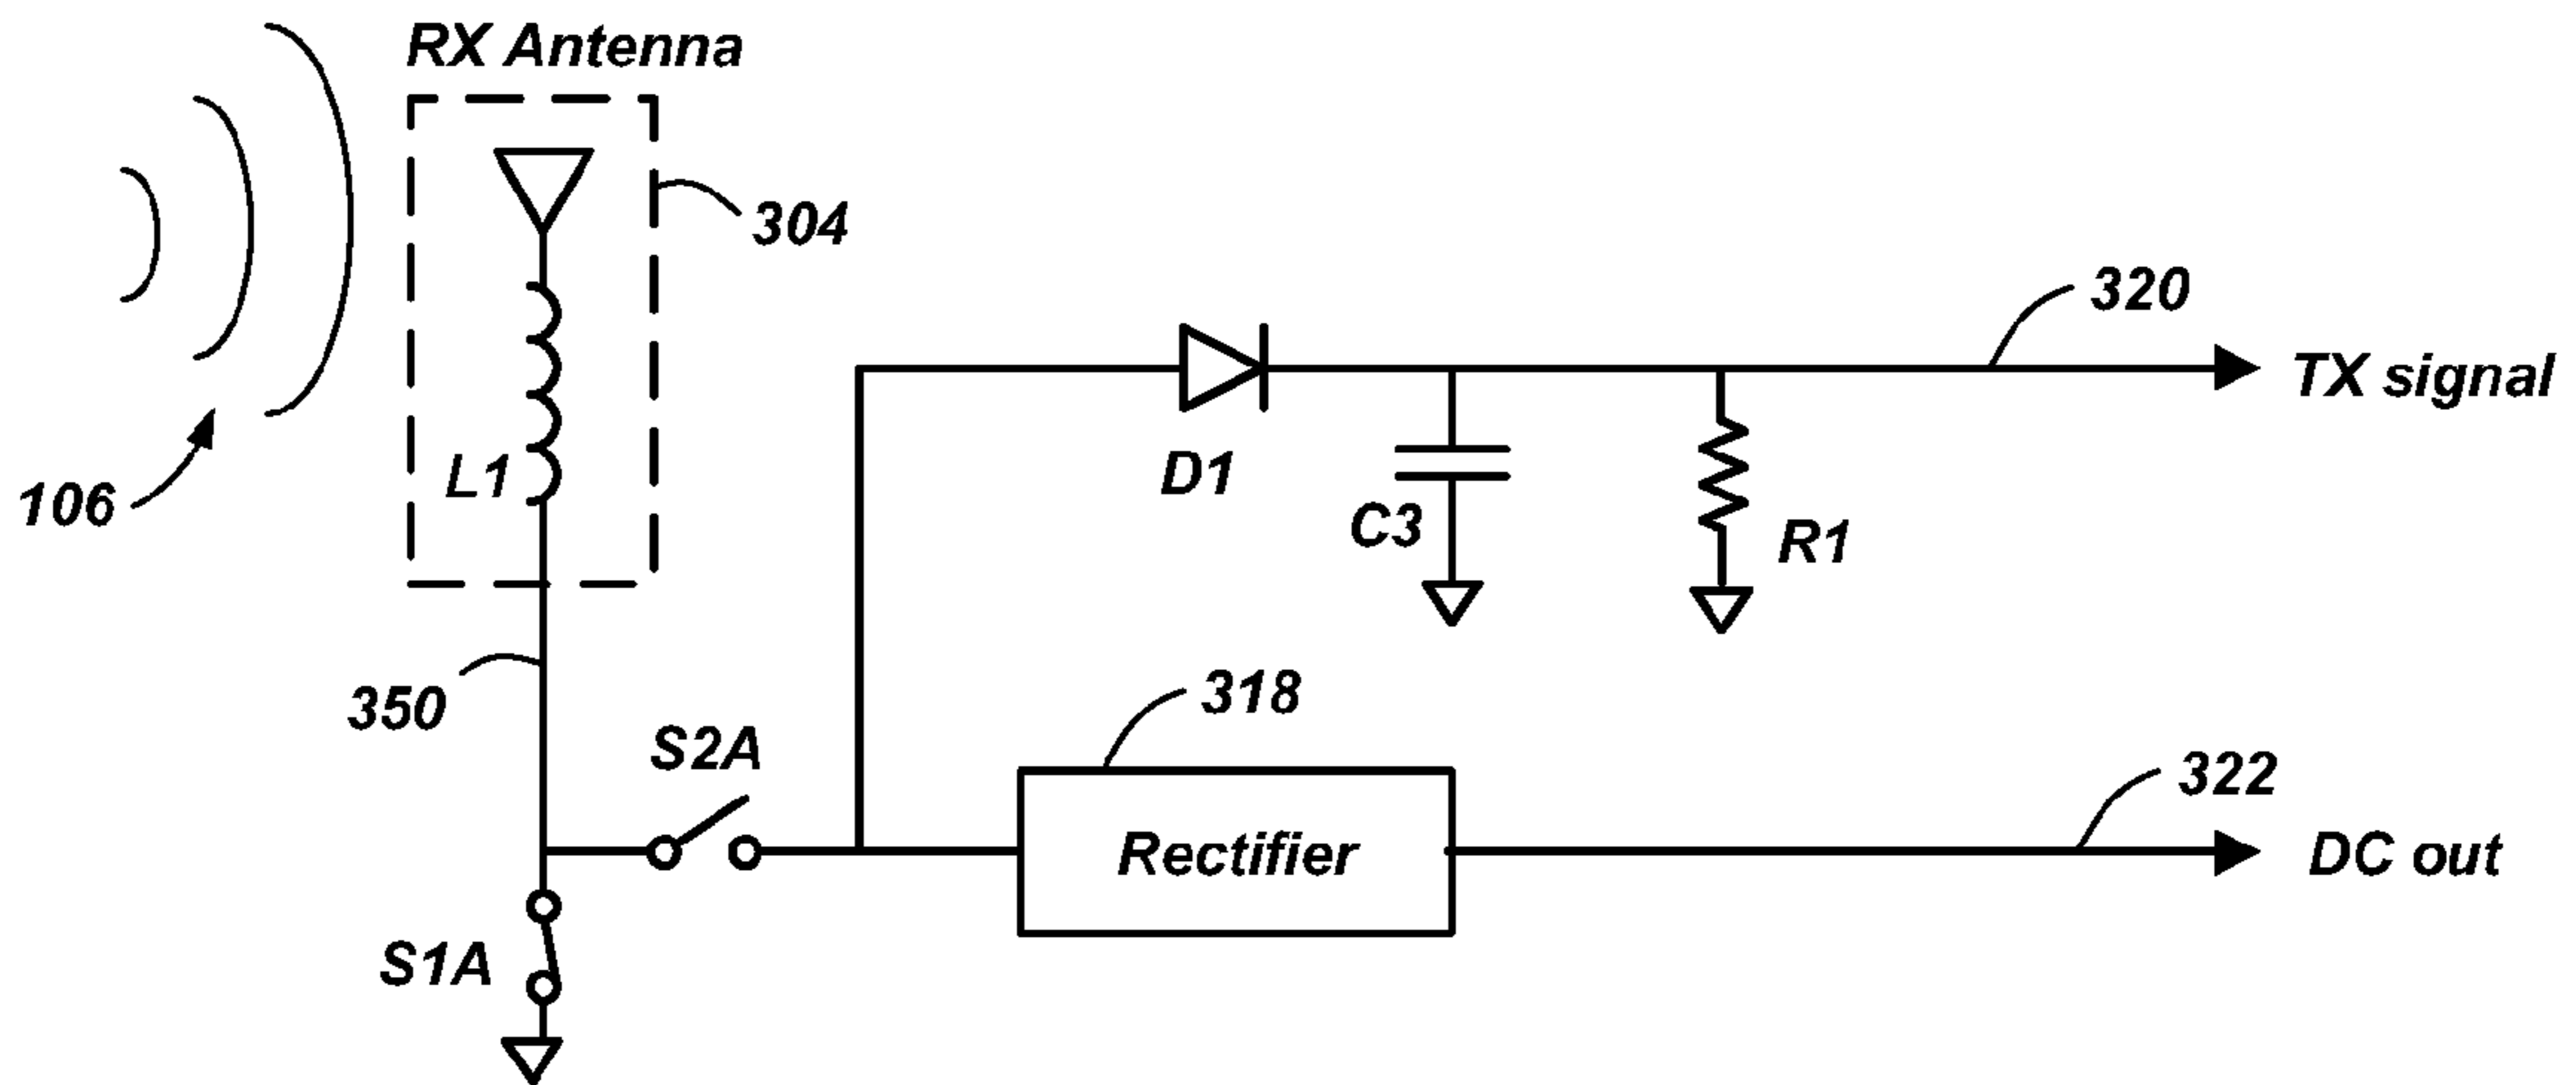 RX Antenna
304
320
TX signal
L1
D1
106
C3
R1
350
318
S2A
322
Rectifier
DC out
S1A